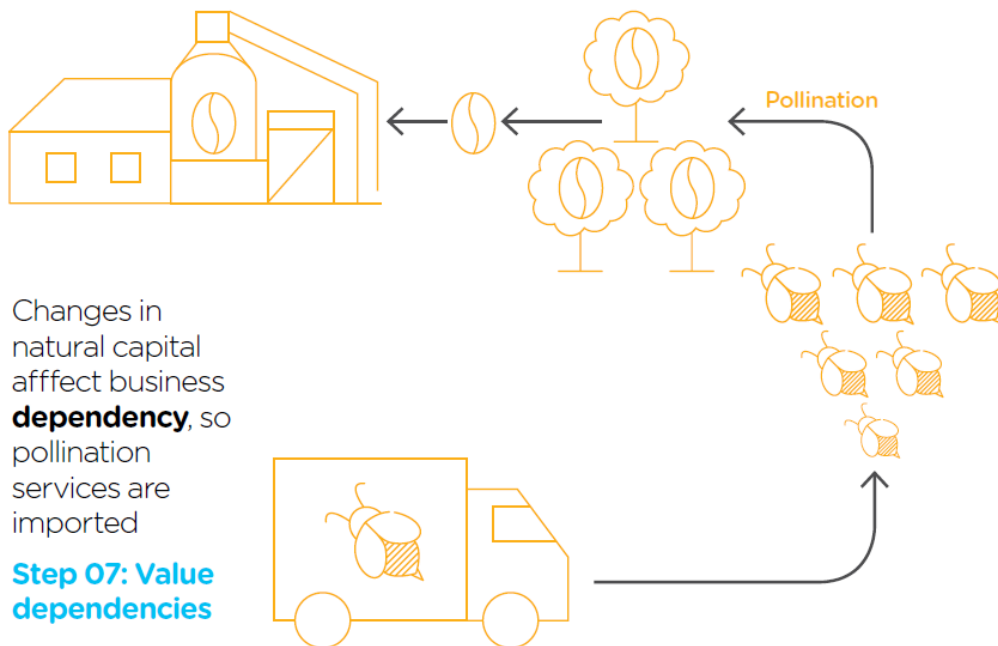 Pollination
Changes in
natural capital
afffect business
dependency, so
pollination
services are
imported
Step 07: Value
dependencies